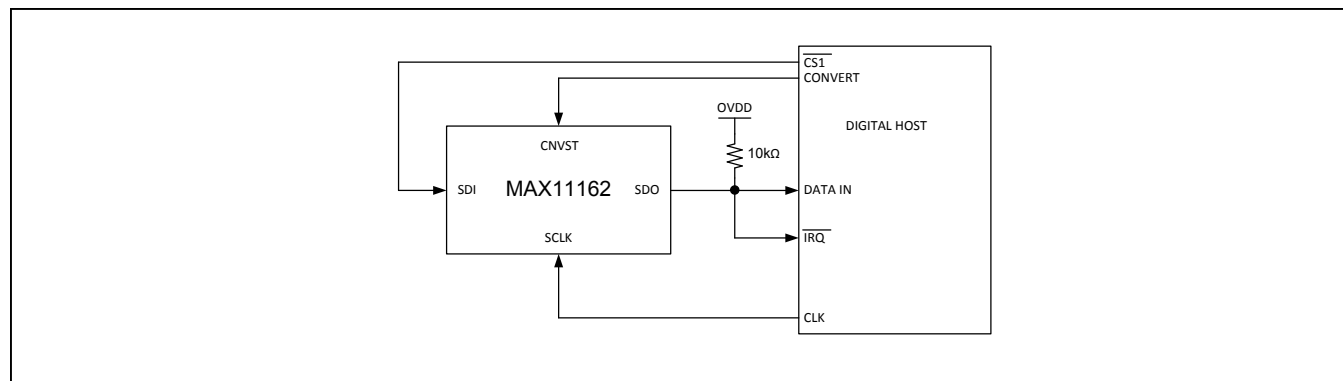 CS1
CONVERT
OVDD
DIGITAL HOST
CNVST
10kΩ
SDI
MAX11162
SDO
DATA IN
SCLK
IRQ
CLK